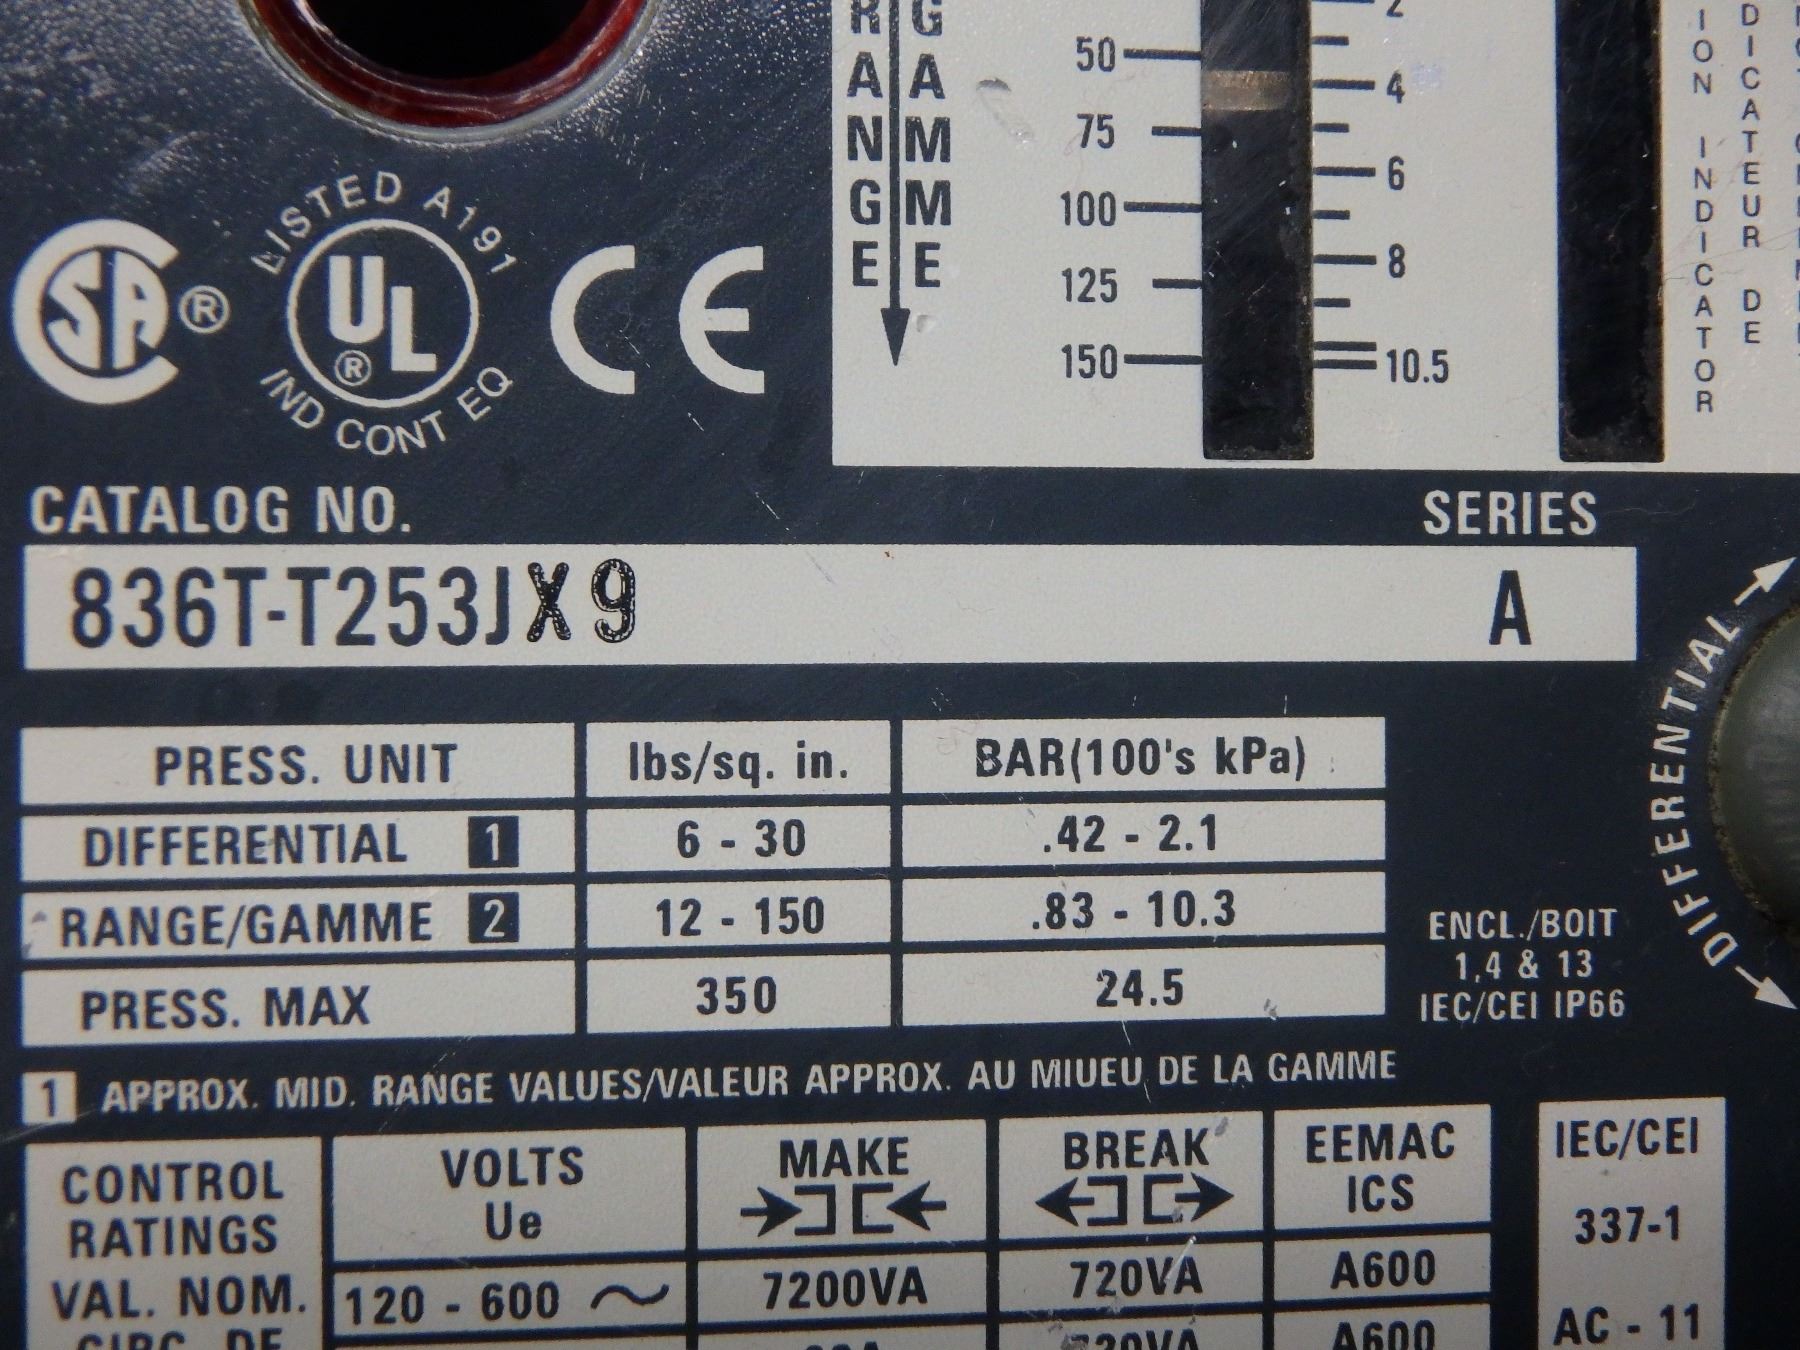 RANGE
GAMME
2
50
4
75
6
100
8
125
150
10.5
ION INDICATOR
DICATEUR DE
LISTED A191
SA ®
UL ®
IND CONT EQ
CE
CATALOG NO.
SERIES
836T-T253JX9
A
DIFFERENTIAL
PRESS. UNIT lbs/sq. in. BAR(100's kPa)
DIFFERENTIAL 1 6 - 30 .42 - 2.1
RANGE/GAMME 2 12 - 150 .83 - 10.3
PRESS. MAX 350 24.5
ENCL./BOIT
1,4 & 13
IEC/CEI IP66
1 APPROX. MID. RANGE VALUES/VALEUR APPROX. AU MIUEU DE LA GAMME
CONTROL
RATINGS
VAL. NOM.
CIRC. DE
VOLTS
Ue
MAKE
BREAK
EEMAC
ICS
IEC/CEI
337-1
AC - 11
120 - 600 ~ 7200VA 720VA A600
720VA A600